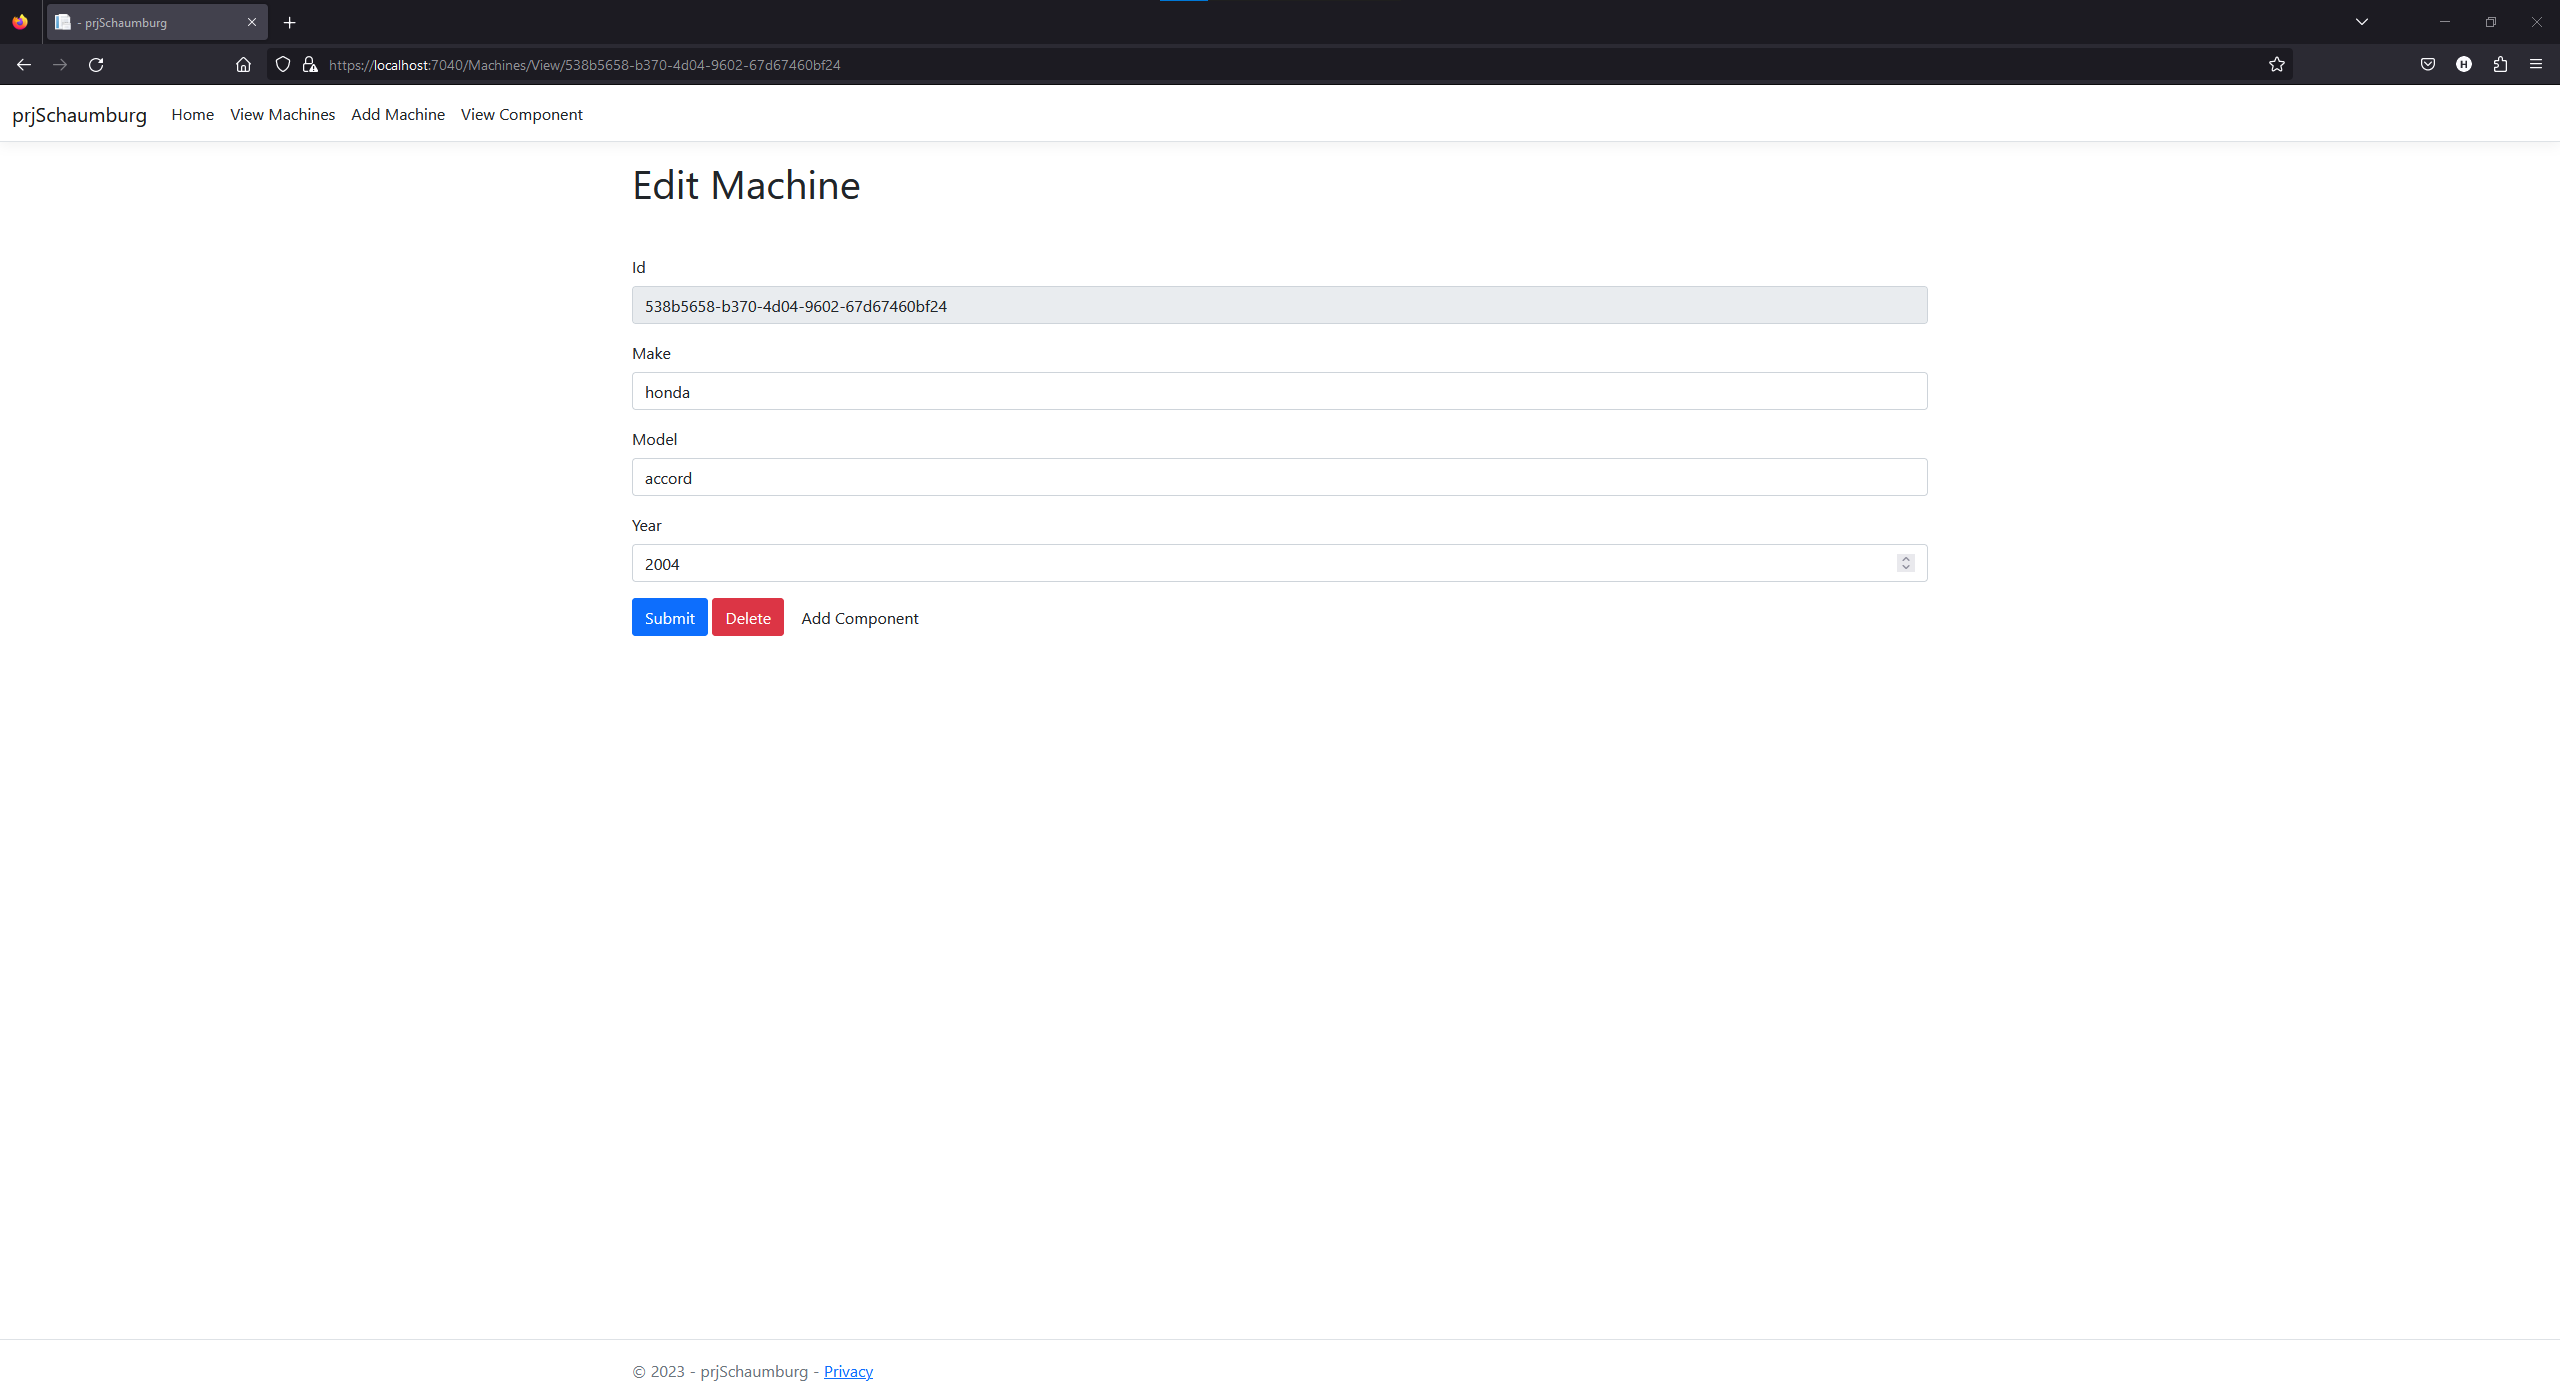 - prjSchaumburg
https://localhost:7040/Machines/View/538b5658-b370-4d04-9602-67d67460bf24
H
prjSchaumburg Home View Machines Add Machine View Component
Edit Machine
Id
538b5658-b370-4d04-9602-67d67460bf24
Make
honda
Model
accord
Year
2004
Submit Delete Add Component
© 2023 - prjSchaumburg - Privacy